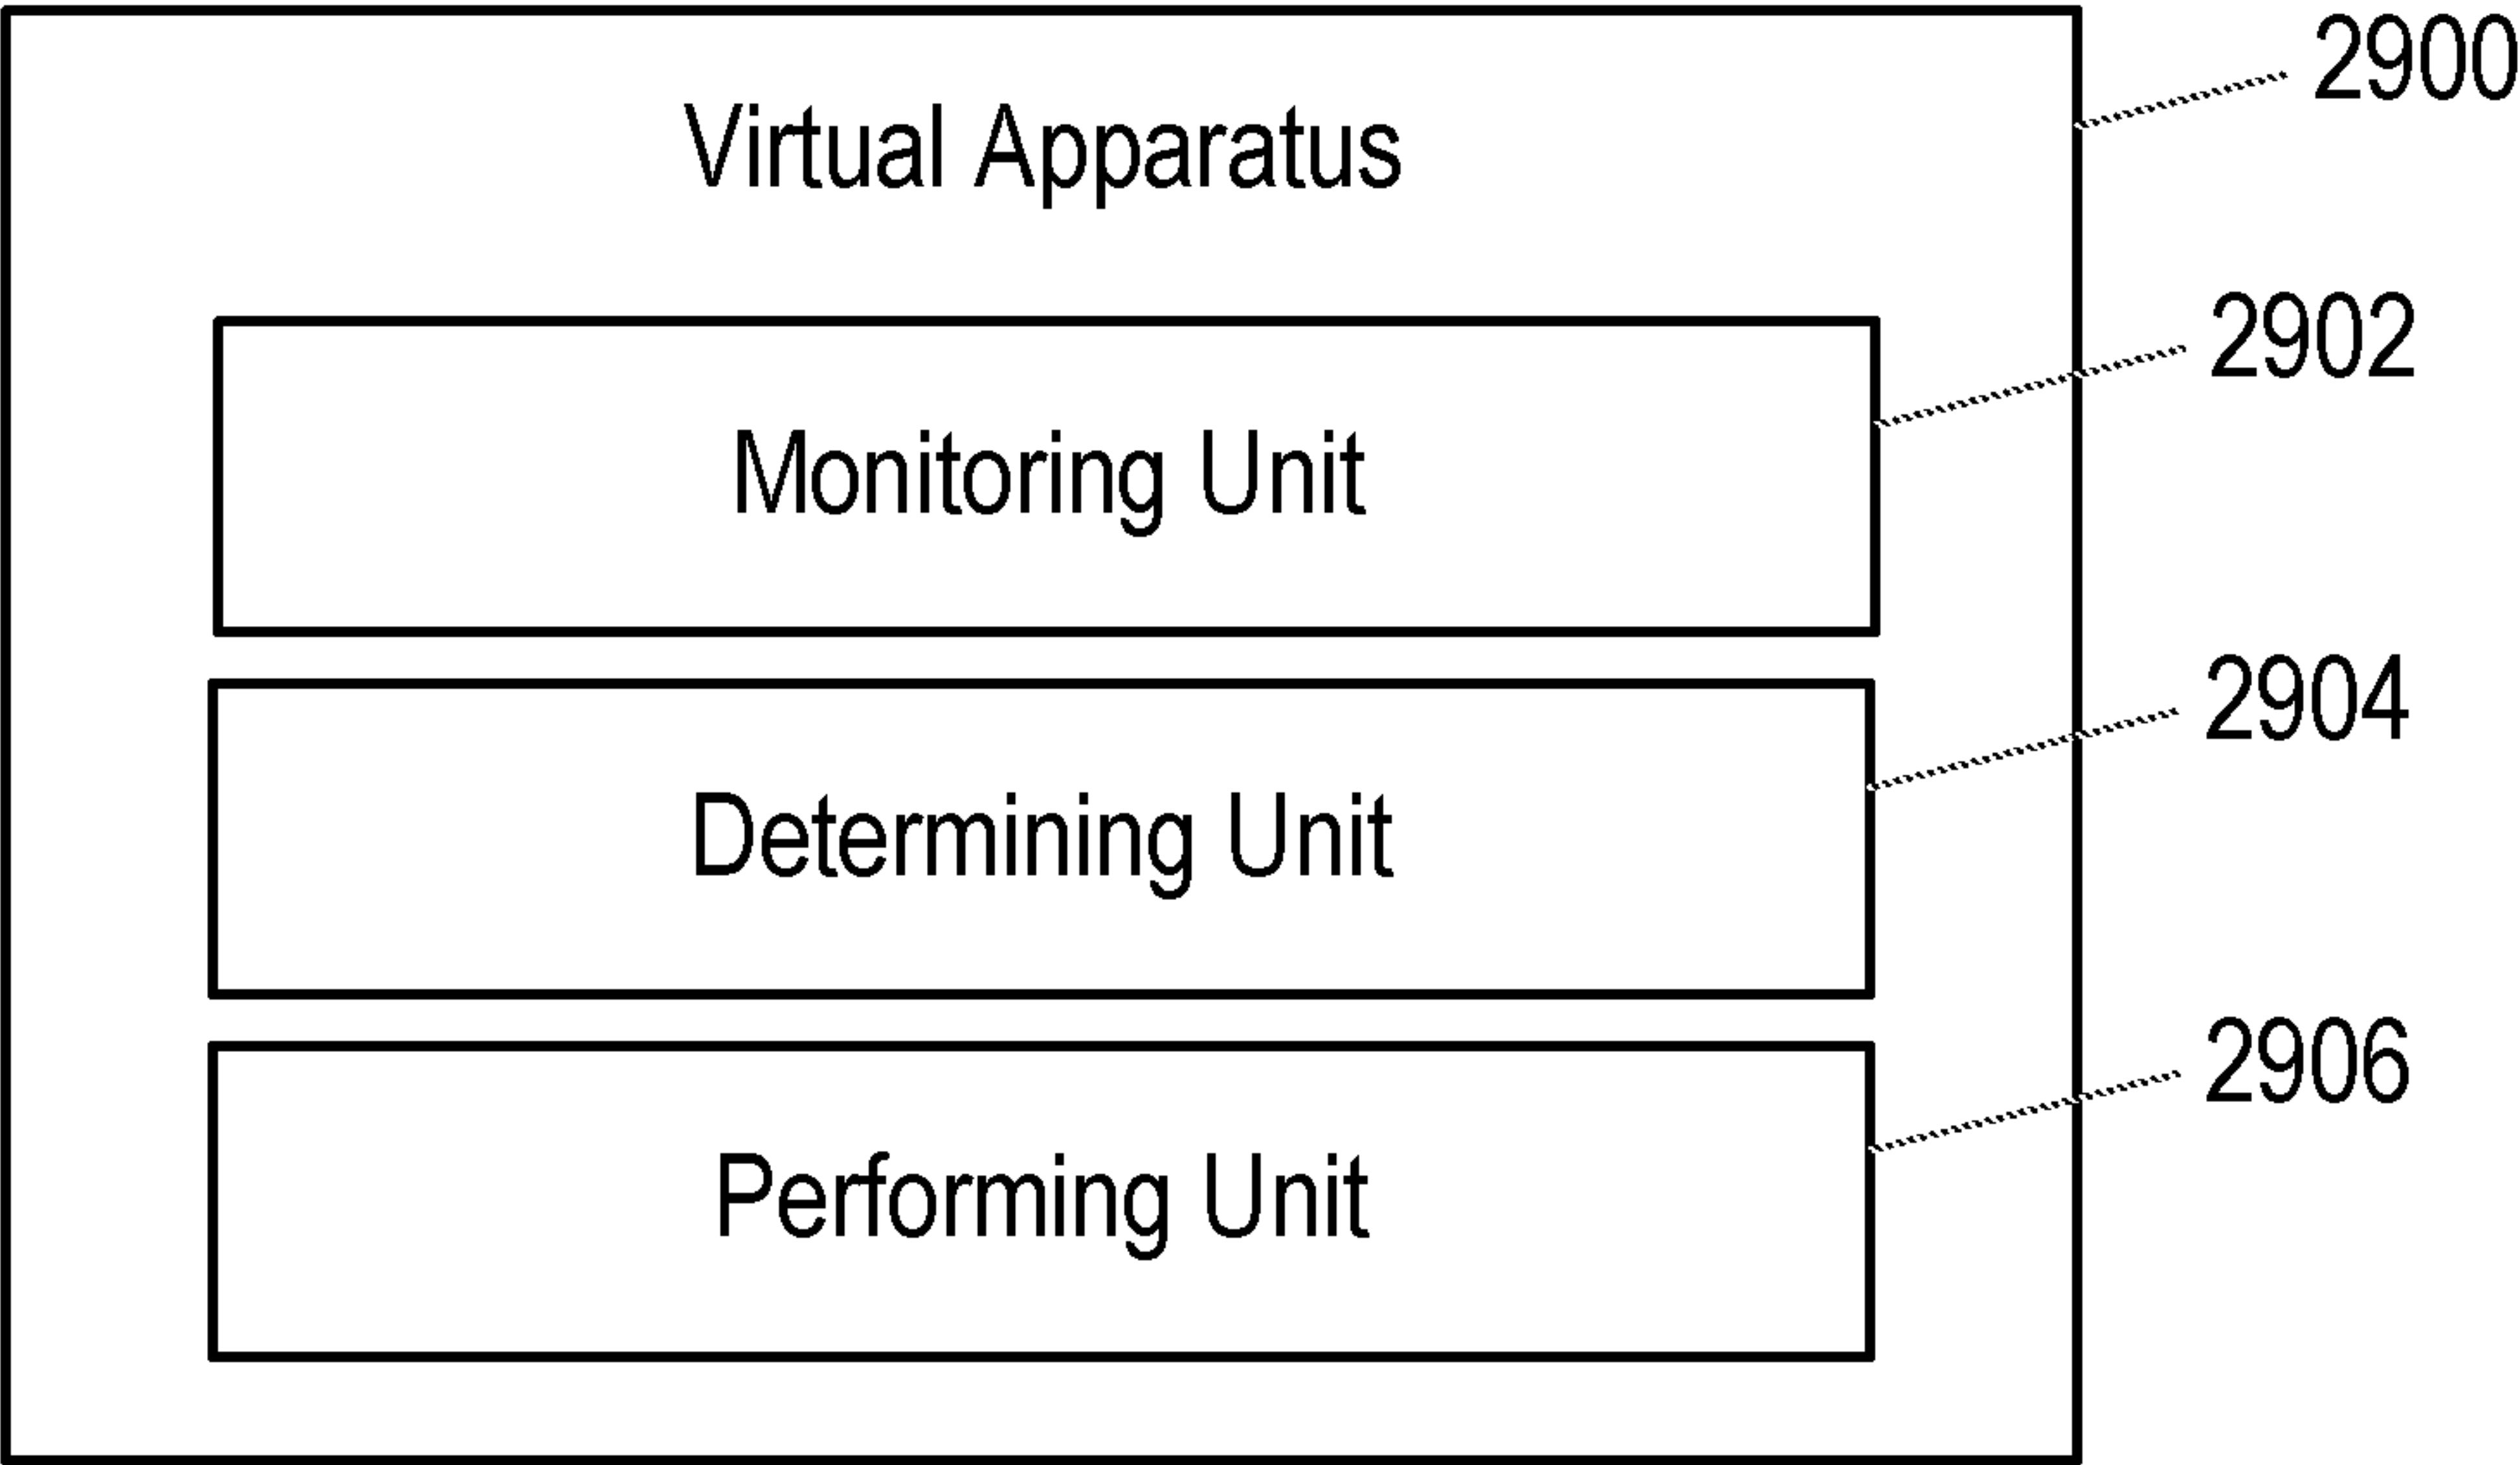 Virtual Apparatus
2900
Monitoring Unit
2902
Determining Unit
2904
Performing Unit
2906